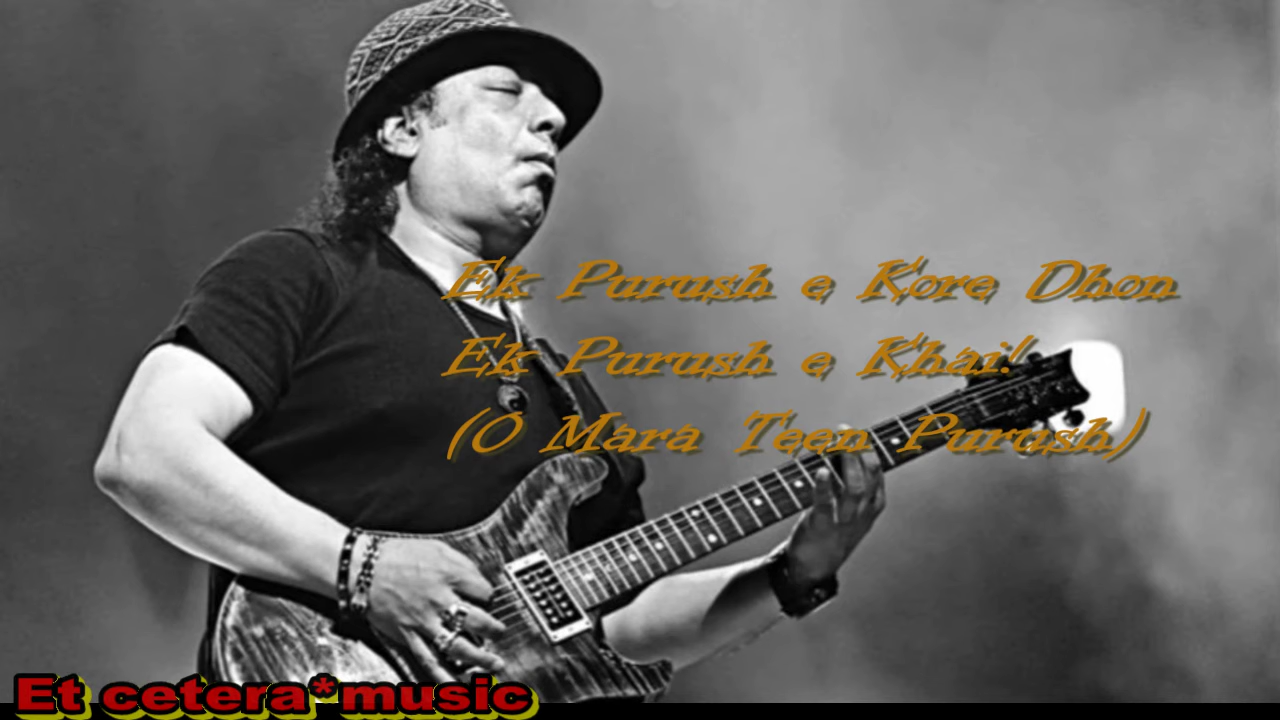 Ek Purush e Kore Dhon
Ek Purush e Khai!
(O Mara Teen Purush)
Et cetera*music